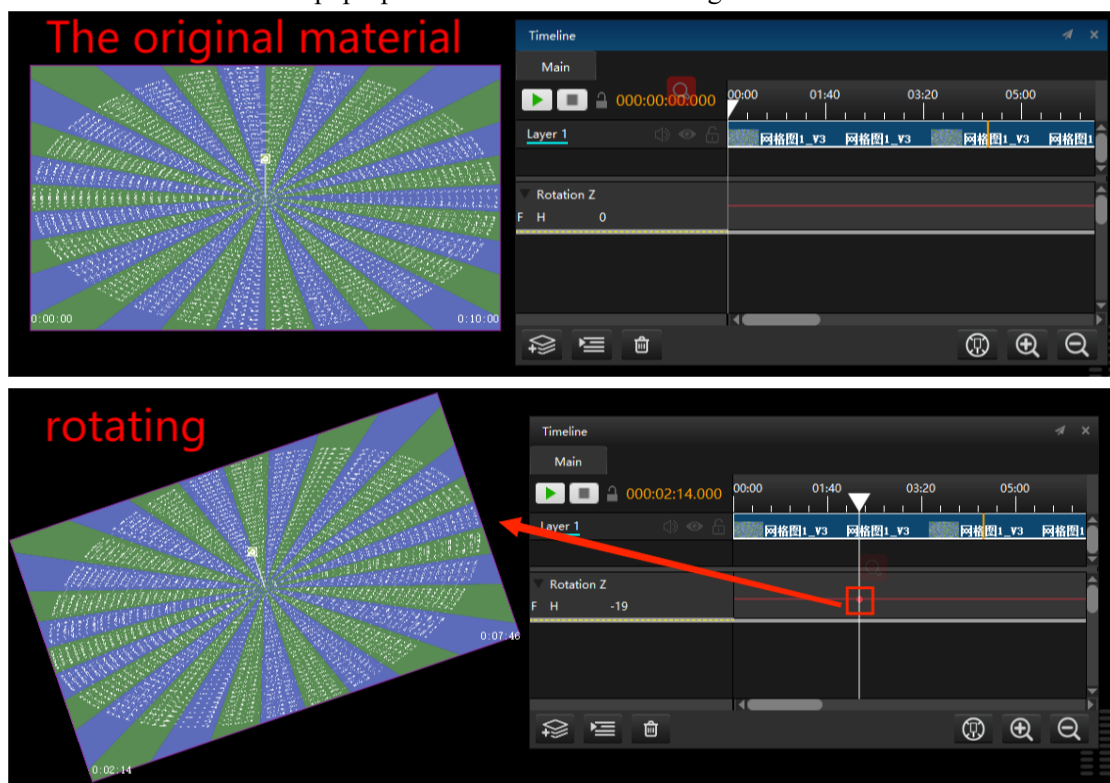 The original material
Timeline
Main
000:00:00.000
00:00 01:40 03:20 05:00
Layer 1
网格图1_V3 网格图1_V3 网格图1_V3 网格图1
Rotation Z
F H 0
0:00:00 0:10:00
rotating
Timeline
Main
000:02:14.000
00:00 01:40 03:20 05:00
Layer 1
网格图1_V3 网格图1_V3 网格图1_V3 网格图1
Rotation Z
F H -19
0:07:46
0:02:14